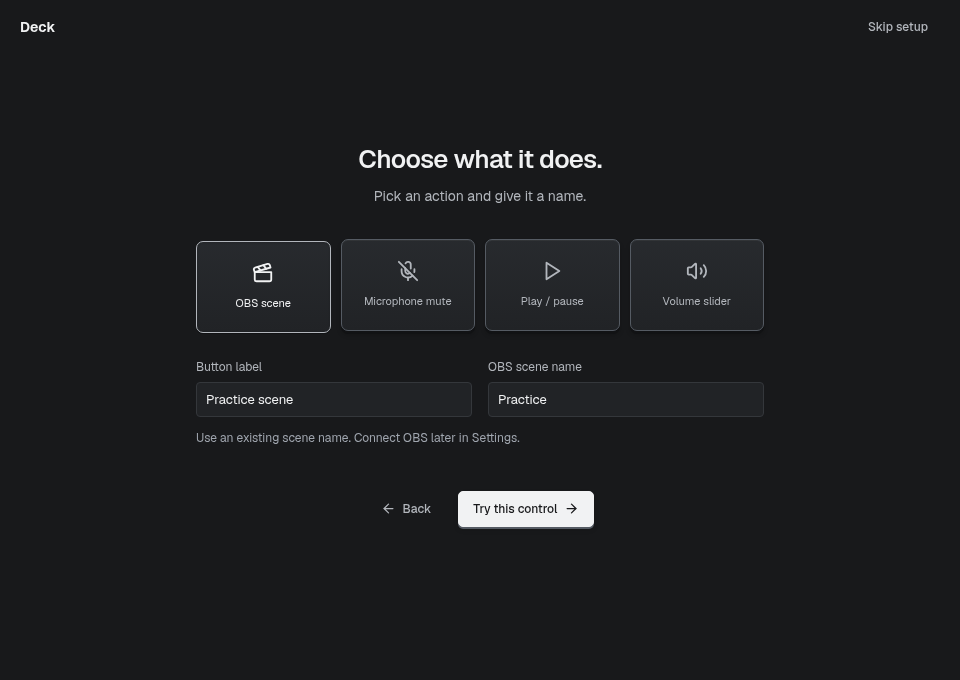 Deck
Skip setup
Choose what it does.
Pick an action and give it a name.
OBS scene
Microphone mute
Play / pause
Volume slider
Button label
OBS scene name
Practice scene
Practice
Use an existing scene name. Connect OBS later in Settings.
Back
Try this control